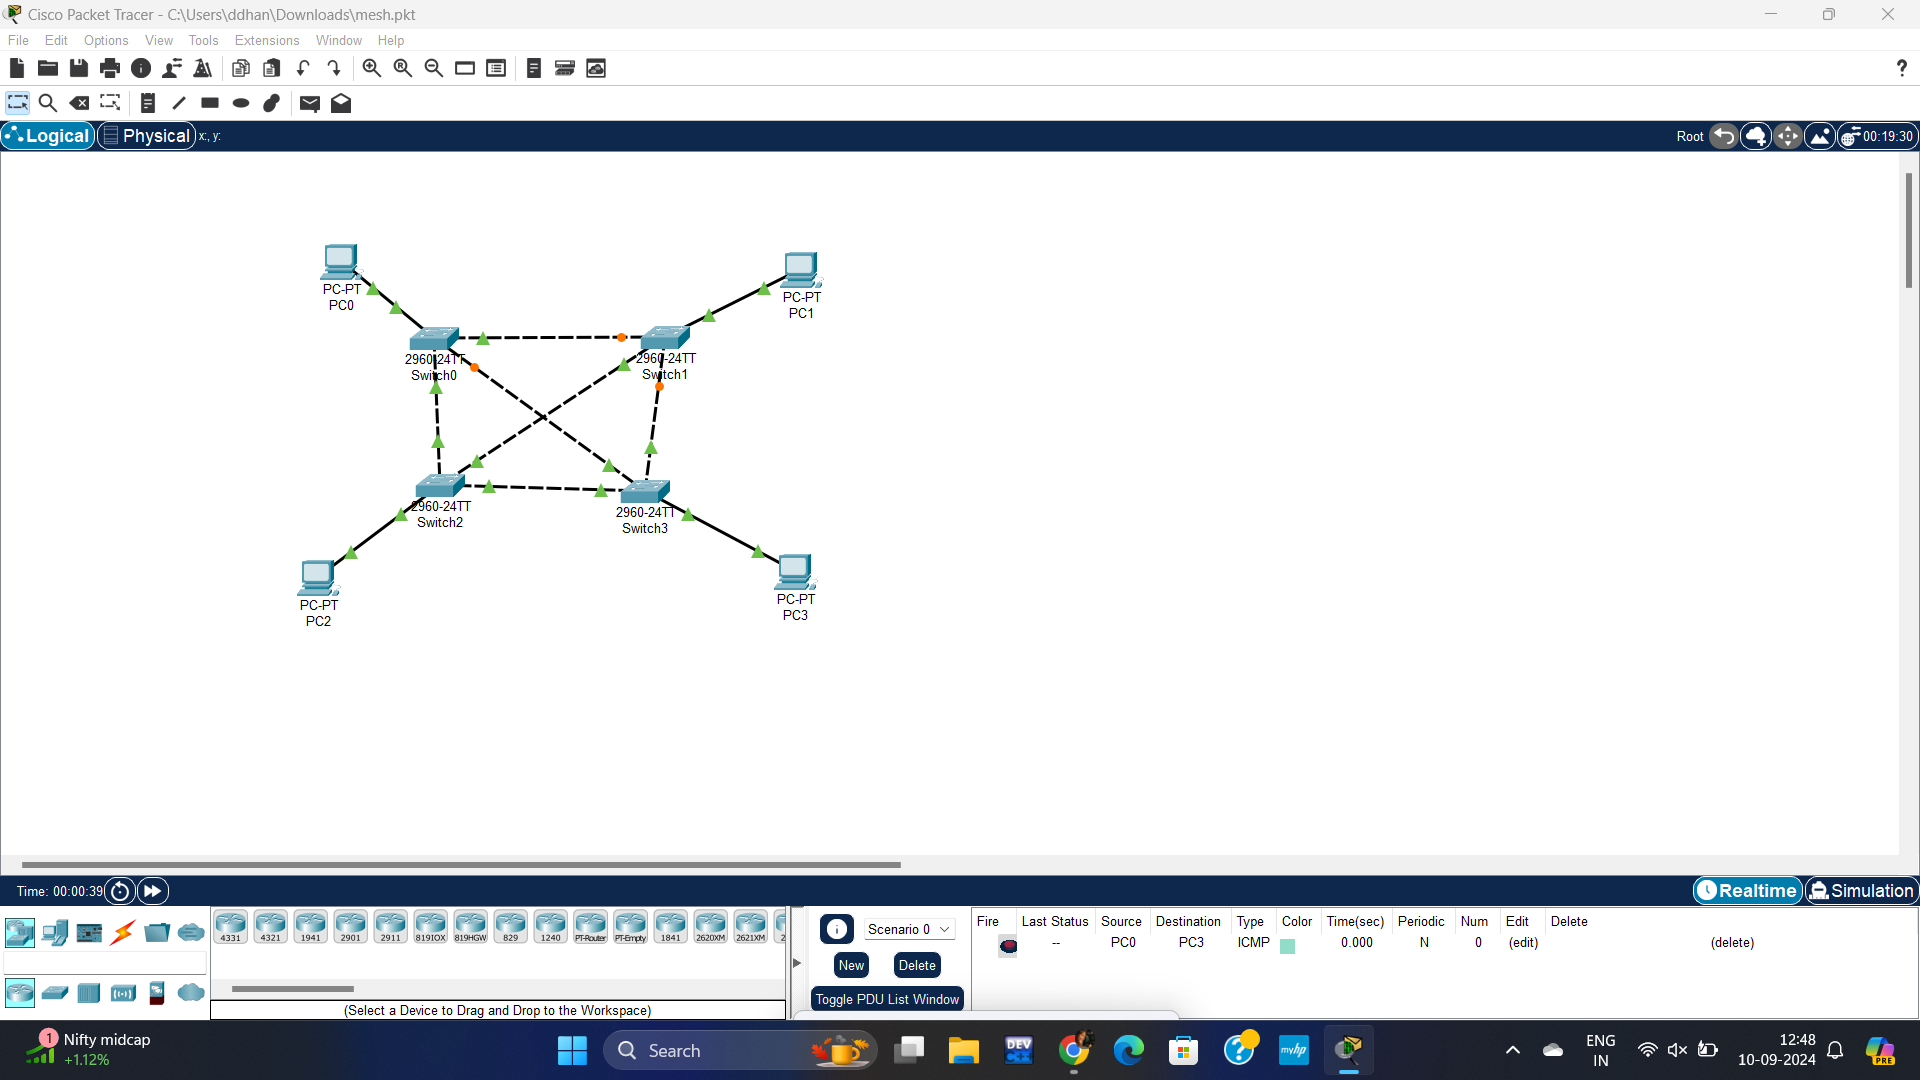 Cisco Packet Tracer - C:\Users\ddhan\Downloads\mesh.pkt
File Edit Options View Tools Extensions Window Help
?
Logical Physical x:, y: Root 00:19:30
PC-PT
PC0
PC-PT
PC1
2960-24TT
Switch0
2960-24TT
Switch1
2960-24TT
Switch2
2960-24TT
Switch3
PC-PT
PC2
PC-PT
PC3
Time: 00:00:39 Realtime Simulation
4331 4321 1941 2901 2911 819IOX 819HGW 829 1240 PT-Router PT-Empty 1841 2620XM 2621XM 2
(Select a Device to Drag and Drop to the Workspace)
Scenario 0
New Delete
Toggle PDU List Window
Fire Last Status Source Destination Type Color Time(sec) Periodic Num Edit Delete
-- PC0 PC3 ICMP 0.000 N 0 (edit) (delete)
1 Nifty midcap
+1.12%
Search
DEV C++
myhp
PRE
ENG
IN
12:48
10-09-2024